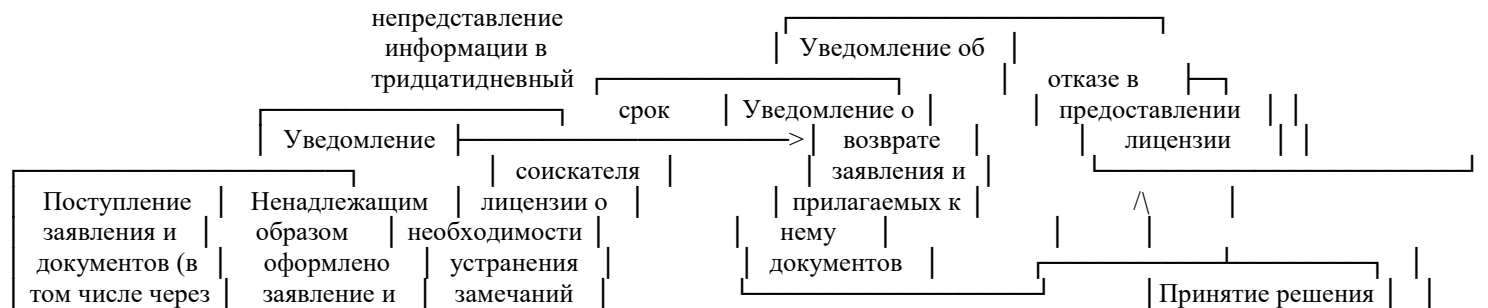 непредставление
информации в │ Уведомление об │
тридцатидневный ┌──────────┐ │ отказе в ├─┐
┌──────────┐ срок │ Уведомление о │ │ предоставлении │ │
│ Уведомление ├───────────>│ возврате │ │ лицензии │ │
┌────────────┐ │ соискателя │ │ заявления и │ └─────────────┘
│ Поступление │ Ненадлежащим │ лицензии о │ │ прилагаемых к │ /\ │
│ заявления и │ образом │ необходимости │ │ нему │ │ │
│ документов (в │ оформлено │ устранения │ │ документов │ ┌──────┴─────┐ │
│ том числе через │ заявление и │ замечаний │ └──────────┘ │ Принятие решения │ │